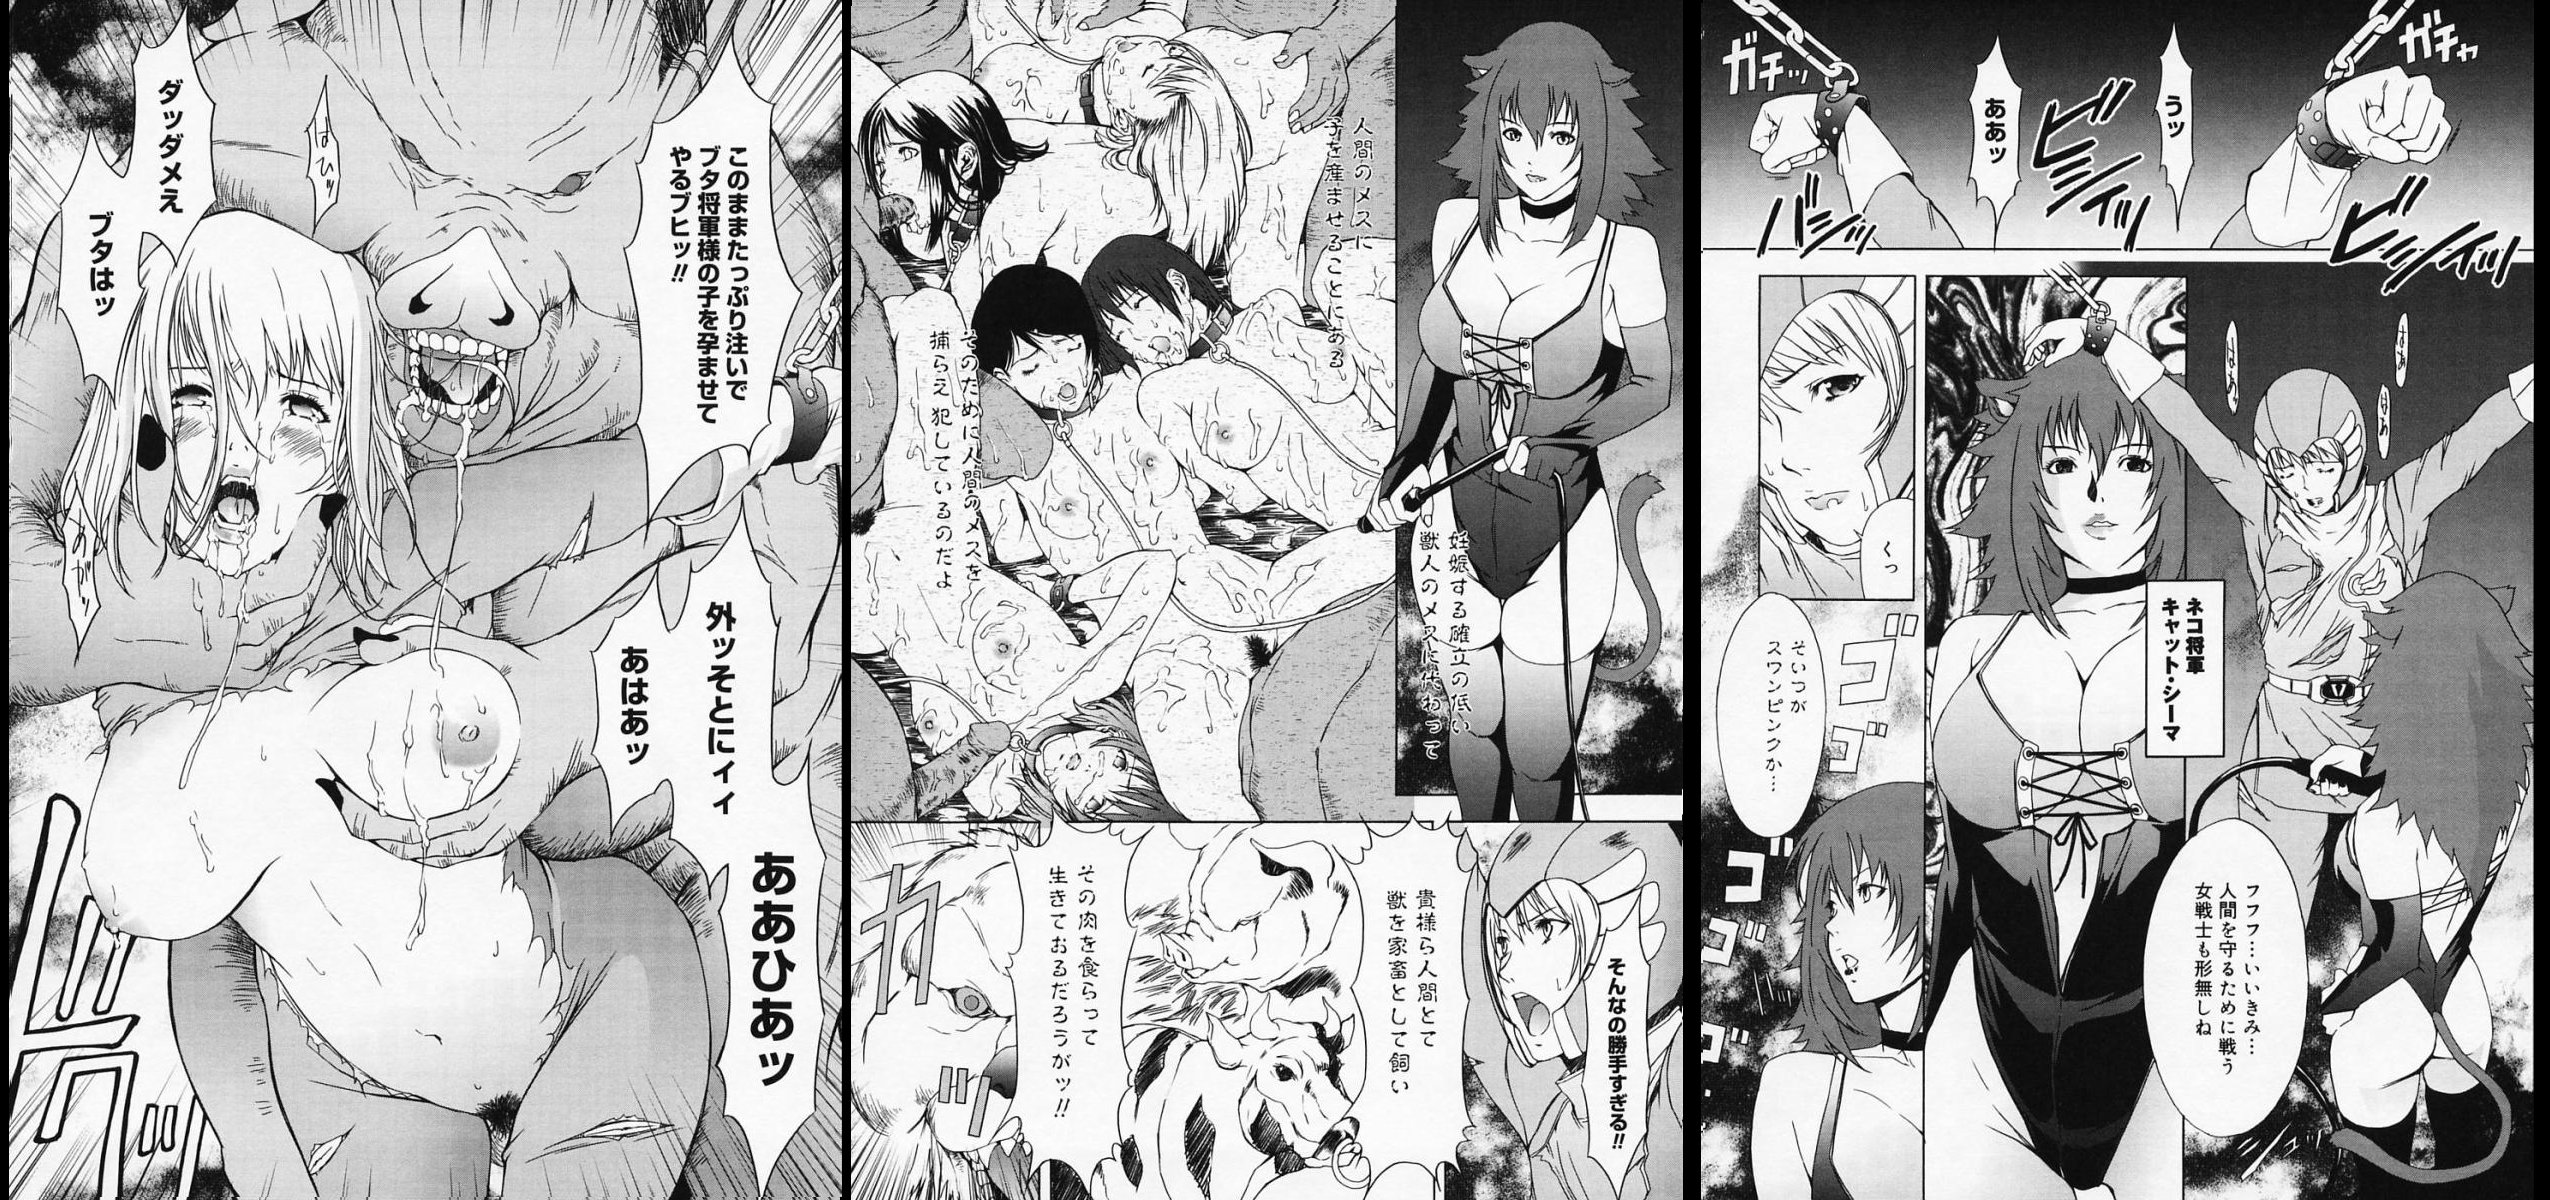 ガチャ
ガチッ
うッ
ああッ
ビシィッ
ビシィッ
バシッ
はぁ
はぁ
はぁ
くっ
ネコ将軍
キャット・シーマ
そいつが
スワンピンクか…
ゴゴ
ゴゴゴ
フフフ…いいきみ…
人間を守るために戦う
女戦士も形無しね
妊娠する確立の低い
獣人のメスに代わって
人間のメスに
子を産ませることにある
そのために人間のメスを
捕らえ犯しているのだよ
そんなの勝手すぎる!!
貴様ら人間とて
獣を家畜として飼い
その肉を食らって
生きておるだろうがッ!!
カッ
このままたっぷり注いで
ブタ将軍様の子を孕ませて
やるブヒッ!!
はひッ
ダッダメえ
ブタはッ
外ッそとにィィ
あはあッ
ああひあッ